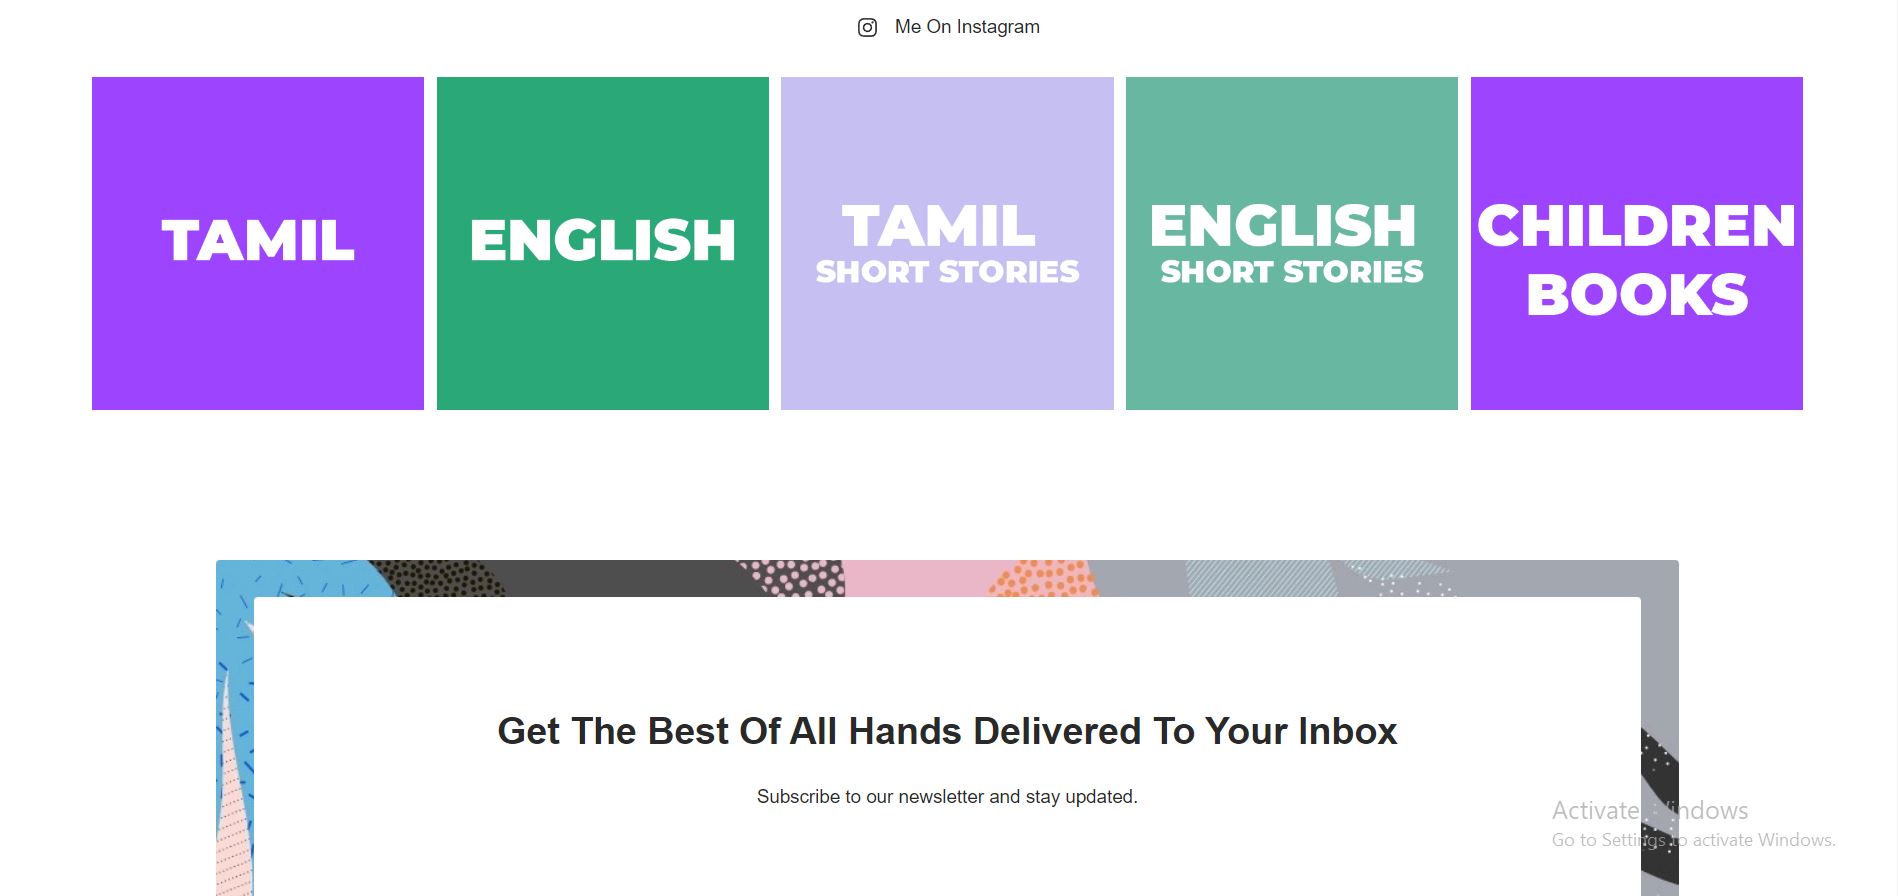 Me On Instagram
TAMIL
ENGLISH
TAMIL
SHORT STORIES
ENGLISH
SHORT STORIES
CHILDREN
BOOKS
Get The Best Of All Hands Delivered To Your Inbox
Subscribe to our newsletter and stay updated.
Activate Windows
Go to Settings to activate Windows.